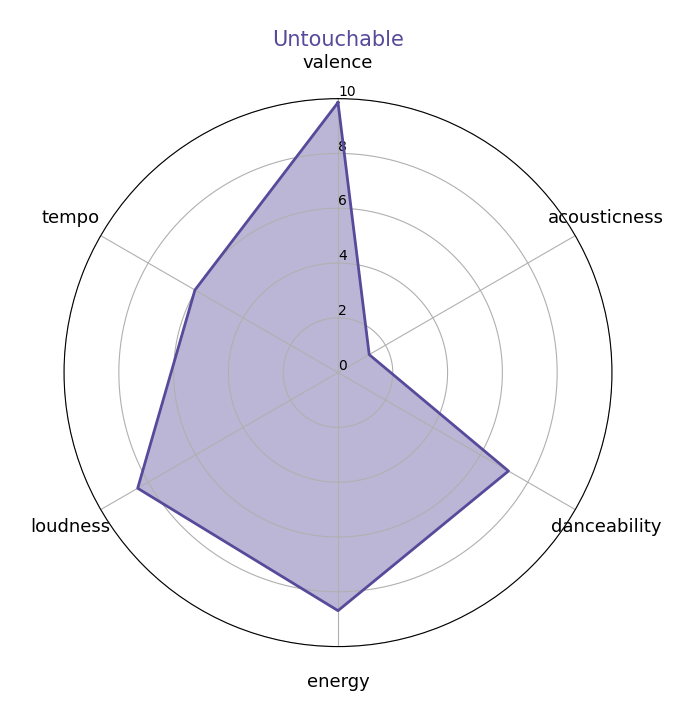 Untouchable
valence
10
8
6
4
2
0
tempo
acousticness
loudness
danceability
energy